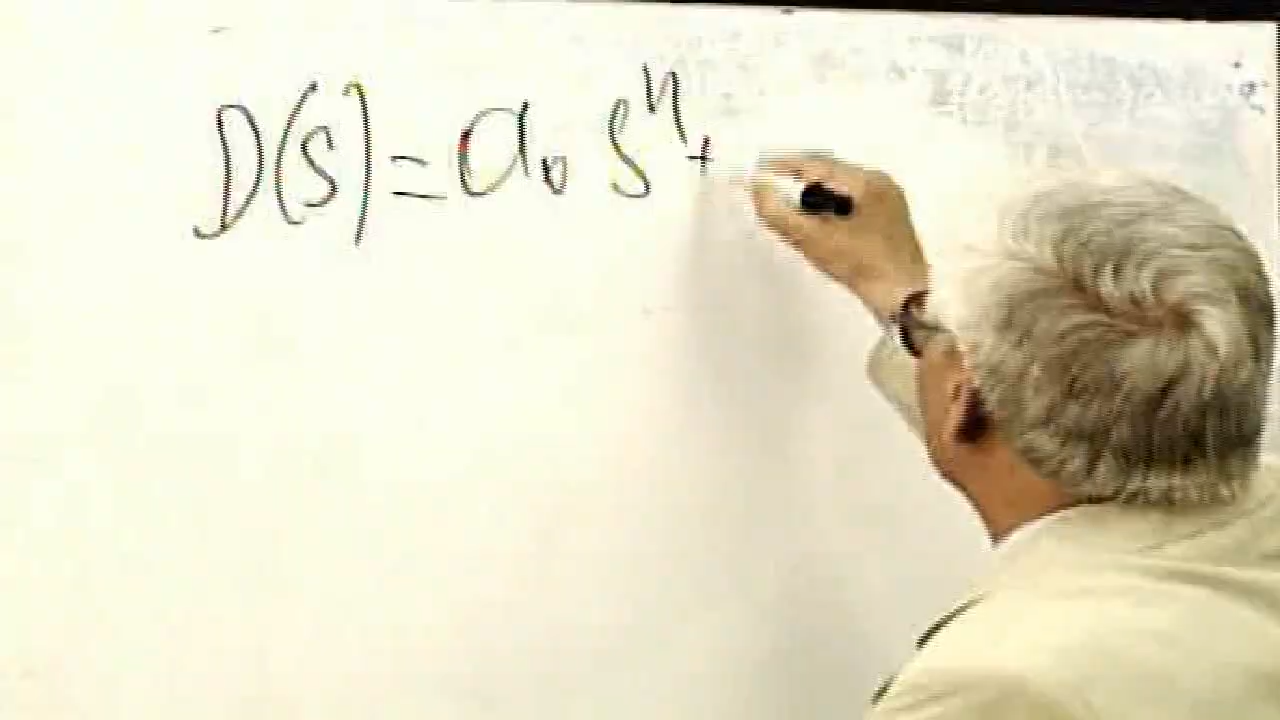 D(s) = a₀ sⁿ +